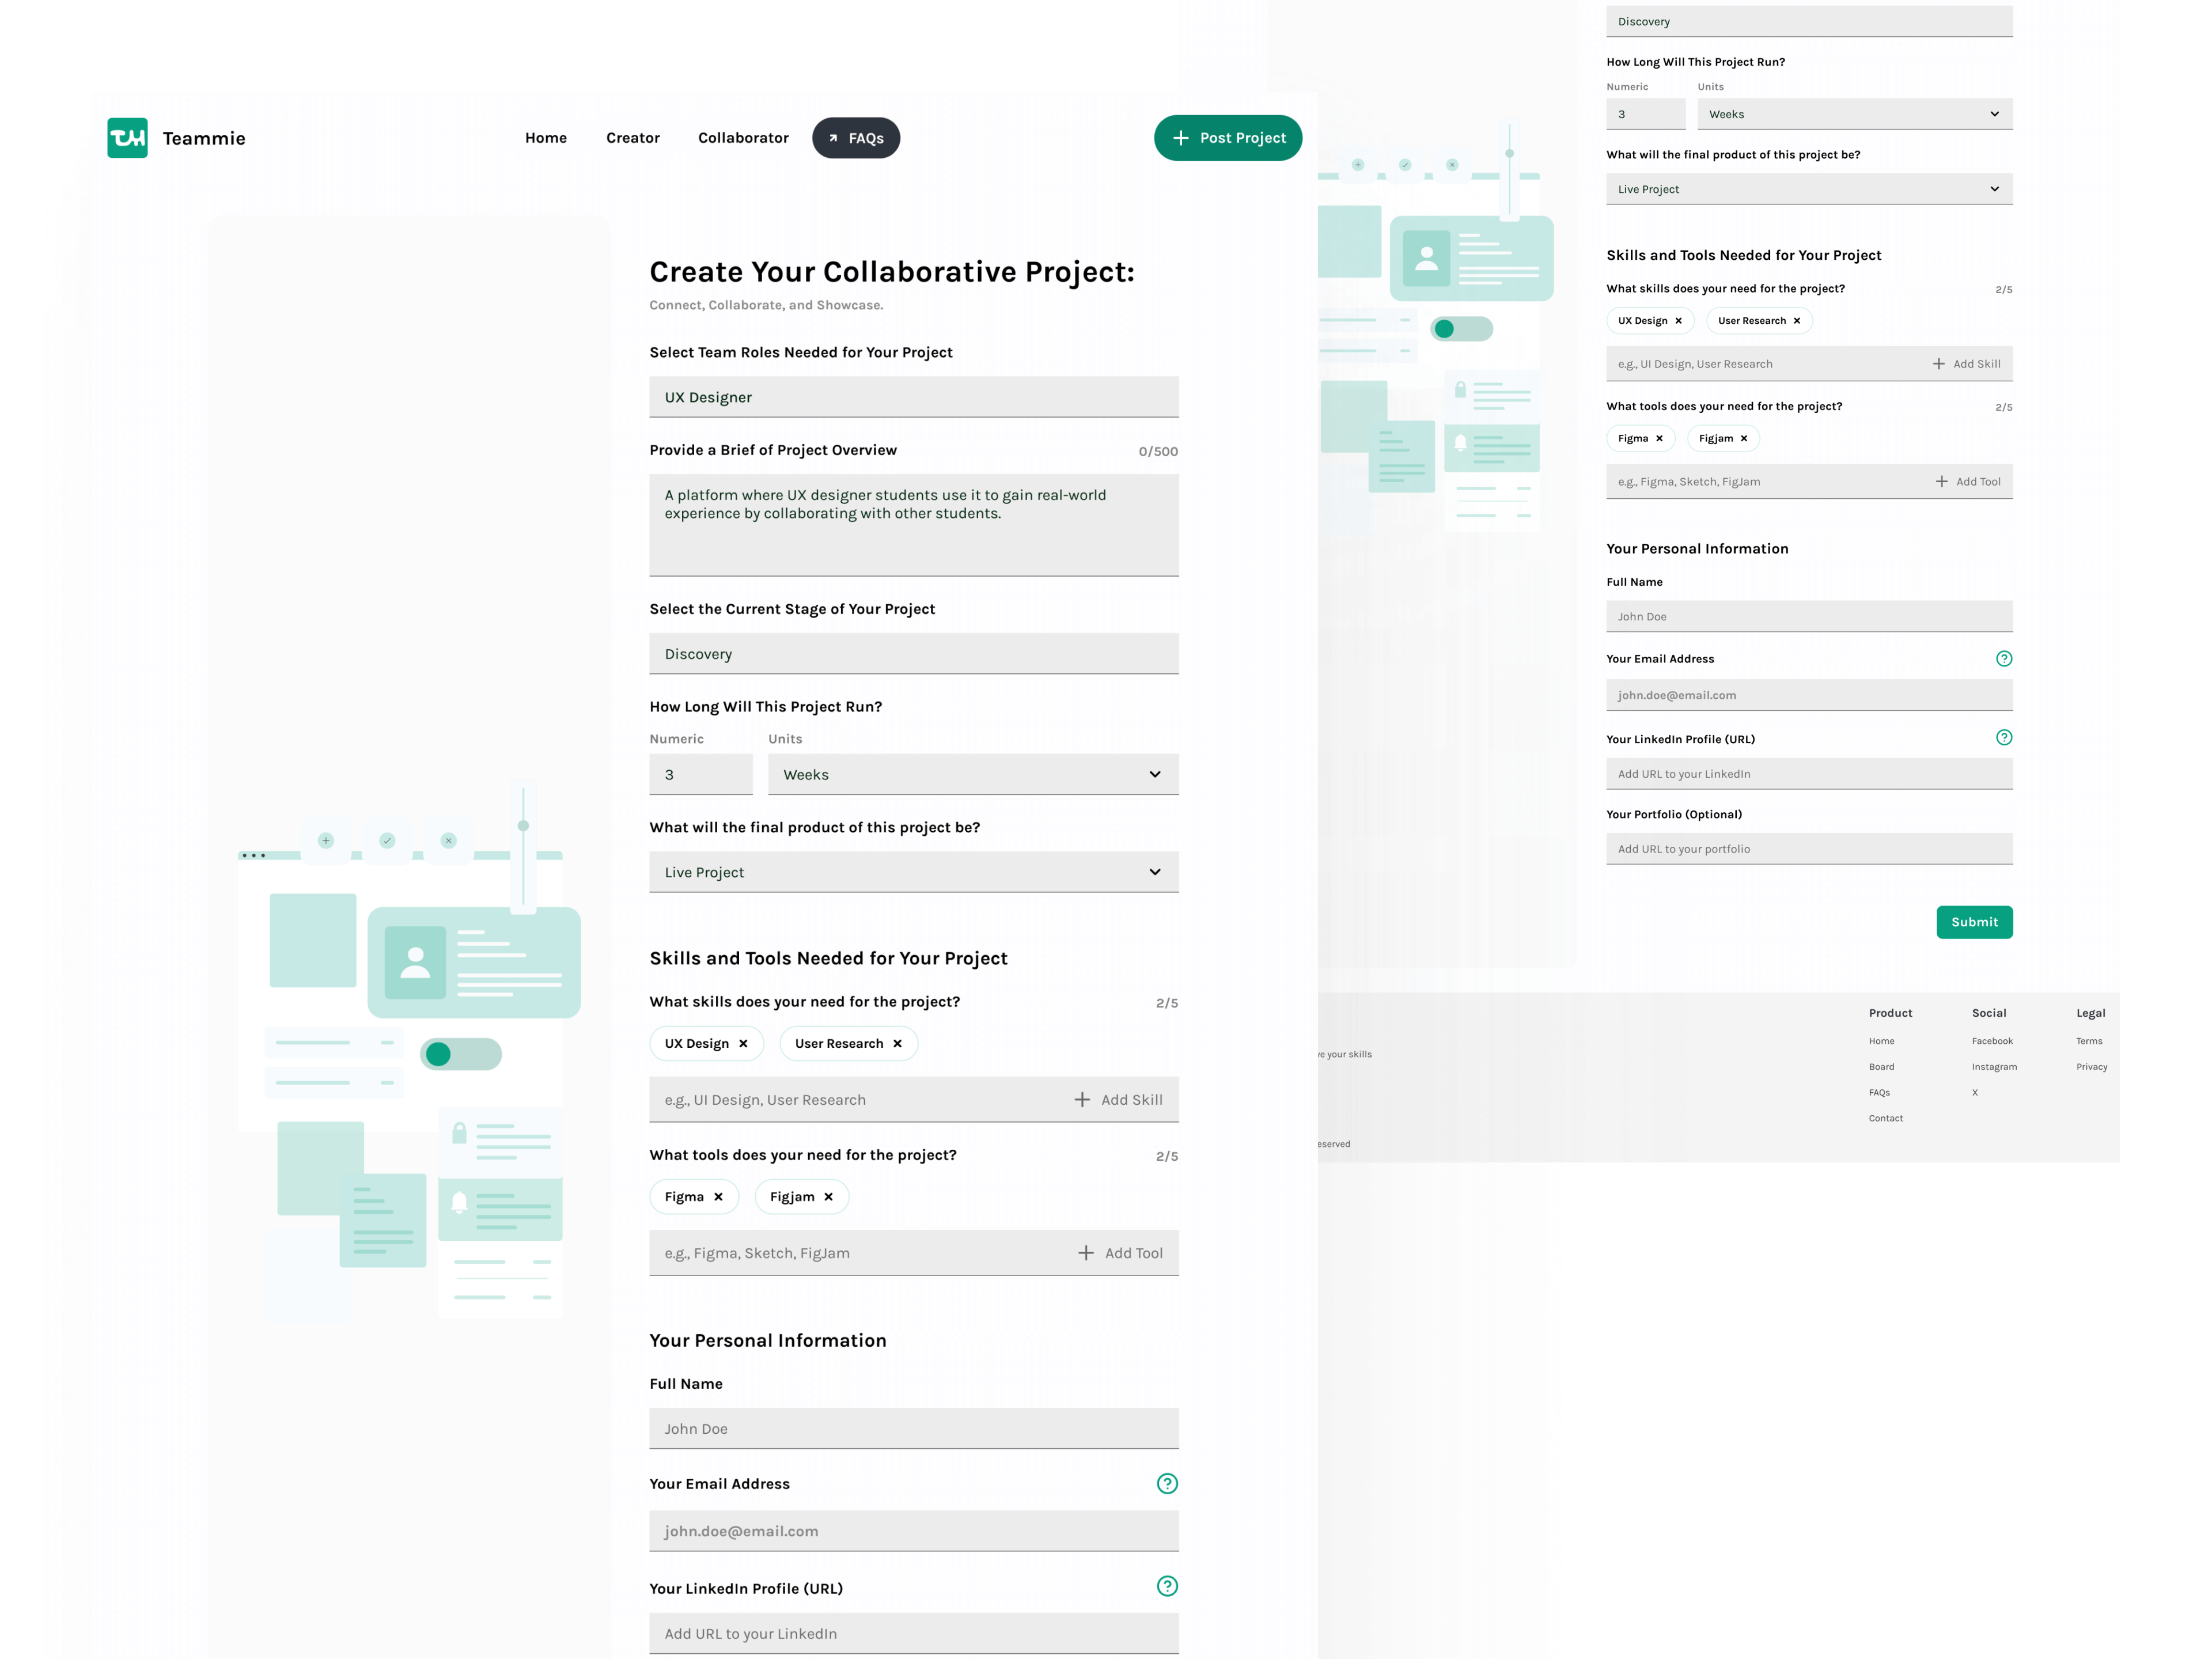 TH Teammie
Home Creator Collaborator FAQs
Post Project
Create Your Collaborative Project:
Connect, Collaborate, and Showcase.
Select Team Roles Needed for Your Project
UX Designer
Provide a Brief of Project Overview 0/500
A platform where UX designer students use it to gain real-world
experience by collaborating with other students.
Select the Current Stage of Your Project
Discovery
How Long Will This Project Run?
Numeric Units
3 Weeks
What will the final product of this project be?
Live Project
Skills and Tools Needed for Your Project
What skills does your need for the project? 2/5
UX Design User Research
e.g., UI Design, User Research Add Skill
What tools does your need for the project? 2/5
Figma Figjam
e.g., Figma, Sketch, FigJam Add Tool
Your Personal Information
Full Name
John Doe
Your Email Address
john.doe@email.com
Your LinkedIn Profile (URL)
Add URL to your LinkedIn
Discovery
How Long Will This Project Run?
Numeric Units
3 Weeks
What will the final product of this project be?
Live Project
Skills and Tools Needed for Your Project
What skills does your need for the project? 2/5
UX Design User Research
e.g., UI Design, User Research Add Skill
What tools does your need for the project? 2/5
Figma Figjam
e.g., Figma, Sketch, FigJam Add Tool
Your Personal Information
Full Name
John Doe
Your Email Address
john.doe@email.com
Your LinkedIn Profile (URL)
Add URL to your LinkedIn
Your Portfolio (Optional)
Add URL to your portfolio
Submit
ve your skills
eserved
Product Social Legal
Home Facebook Terms
Board Instagram Privacy
FAQs X
Contact